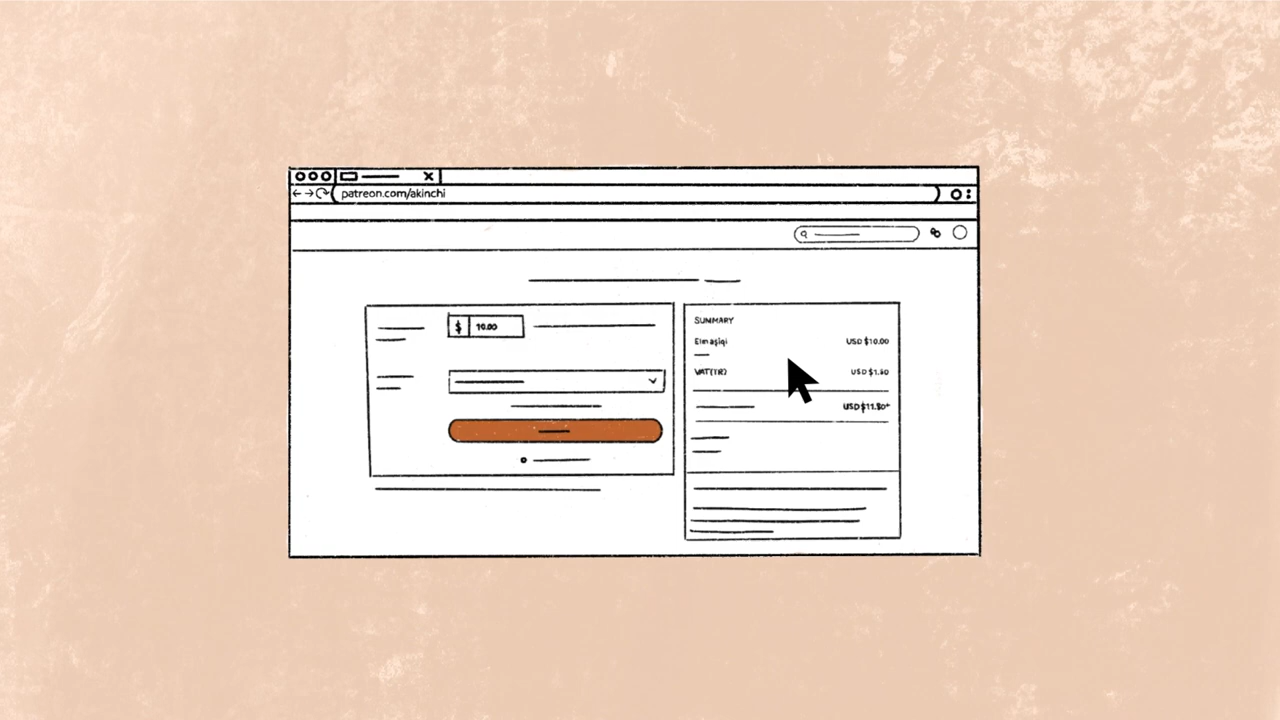 patreon.com/akinchi
$ 10.00
SUMMARY
Elmaşiqi USD $10.00
VAT(TR) USD $1.80
USD $11.80*